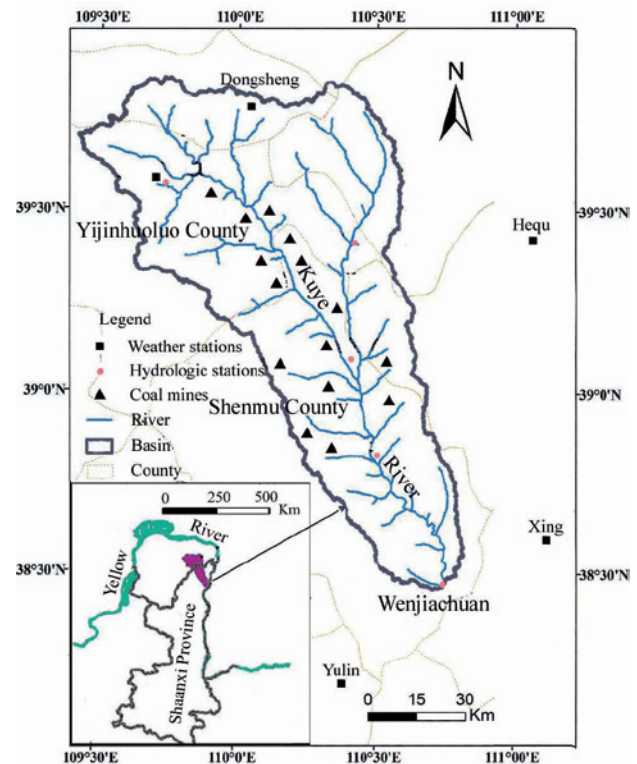 109°30'E
110°00'E
110°30'E
111°00'E
Dongsheng
N
39°30'N
39°30'N
Hequ
Yijinhuoluo County
Kuye
Legend
Weather stations
Hydrologic stations
Coal mines
River
Basin
County
39°0'N
39°0'N
Shenmu County
River
0 250 500
Km
River
Yellow
Shaanxi Province
Xing
38°30'N
38°30'N
Wenjiachuan
Yulin
0 15 30
Km
109°30'E
110°0'E
110°30'E
111°0'E